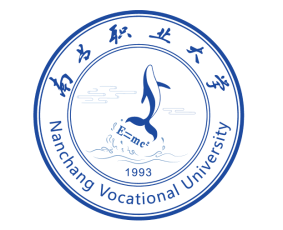 南昌职业大学
E=mc²
1993
Nanchang Vocational University